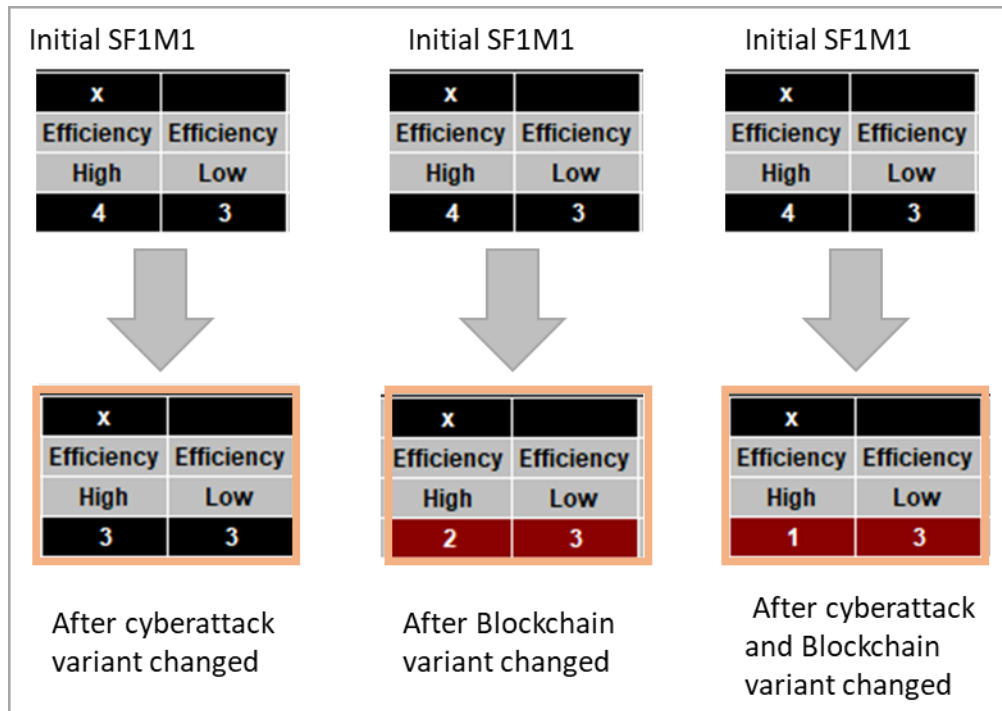 Initial SF1M1
x
Efficiency Efficiency
High Low
4 3
Initial SF1M1
x
Efficiency Efficiency
High Low
4 3
Initial SF1M1
x
Efficiency Efficiency
High Low
4 3
x
Efficiency Efficiency
High Low
3 3
After cyberattack
variant changed
x
Efficiency Efficiency
High Low
2 3
After Blockchain
variant changed
x
Efficiency Efficiency
High Low
1 3
After cyberattack
and Blockchain
variant changed